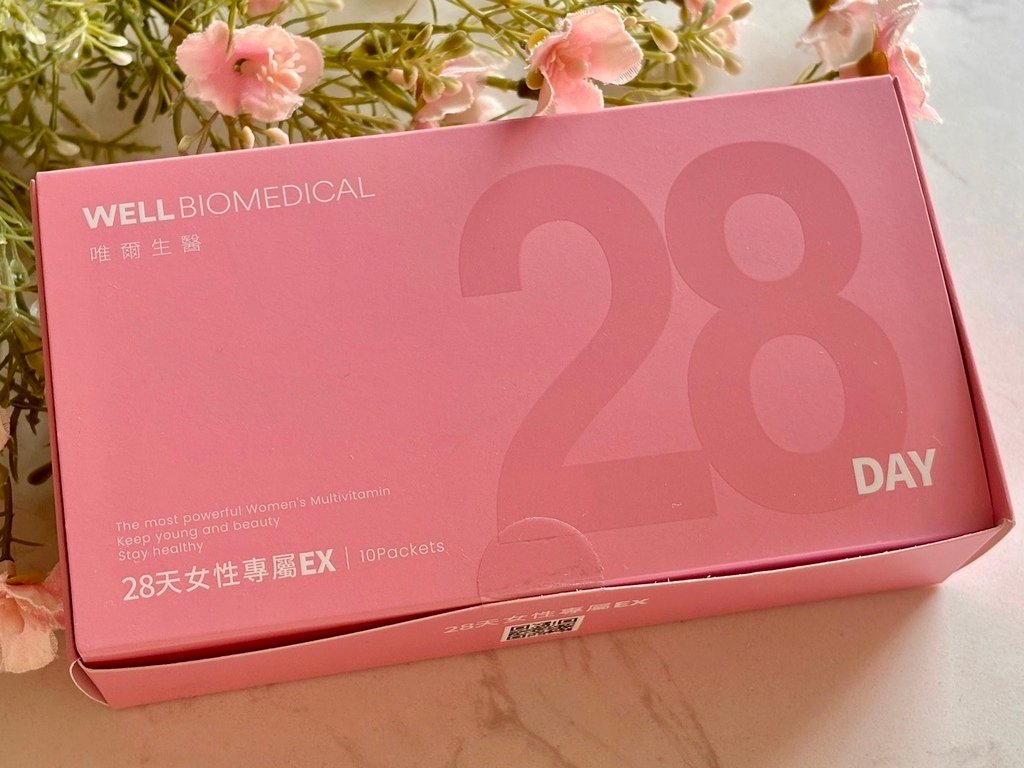 WELL BIOMEDICAL
唯爾生醫
28
DAY
The most powerful Women's Multivitamin
Keep young and beauty
Stay healthy
28天女性專屬EX | 10Packets
28天女性專屬EX